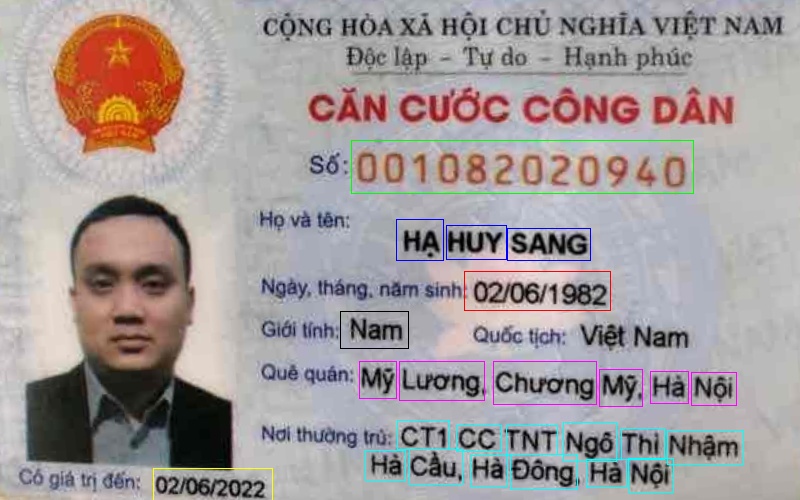 CỘNG HÒA XÃ HỘI CHỦ NGHĨA VIỆT NAM
Độc lập - Tự do - Hạnh phúc
CĂN CƯỚC CÔNG DÂN
Số: 001082020940
Họ và tên: HẠ HUY SANG
Ngày, tháng, năm sinh: 02/06/1982
Giới tính: Nam Quốc tịch: Việt Nam
Quê quán: Mỹ Lương, Chương Mỹ, Hà Nội
Nơi thường trú: CT1 CC TNT Ngô Thì Nhậm
Hà Cầu, Hà Đông, Hà Nội
Có giá trị đến: 02/06/2022